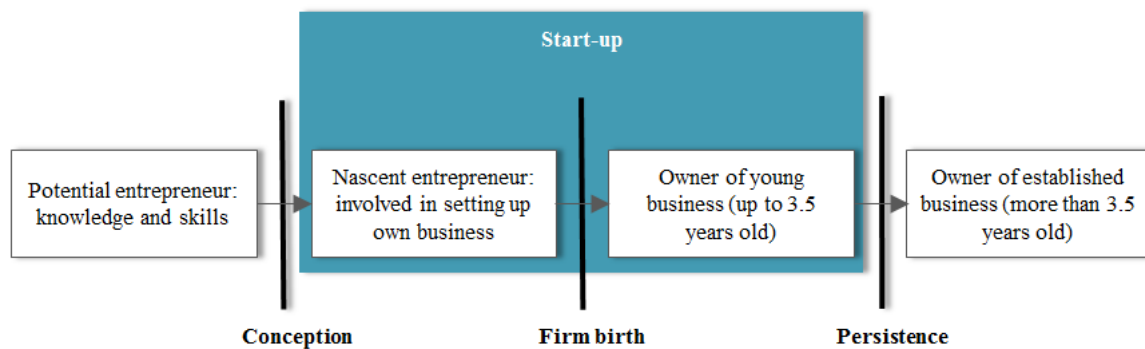 Start-up
Potential entrepreneur:
knowledge and skills
Nascent entrepreneur:
involved in setting up
own business
Owner of young
business (up to 3.5
years old)
Owner of established
business (more than 3.5
years old)
Conception
Firm birth
Persistence